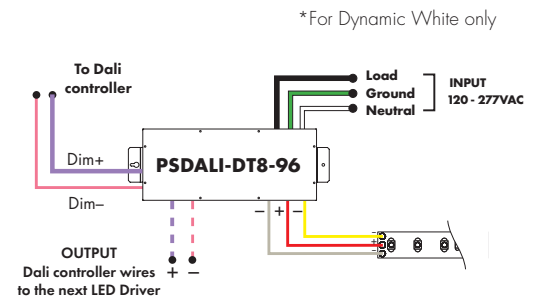 *For Dynamic White only
To Dali
controller
Load
Ground
Neutral
INPUT
120 - 277VAC
Dim+
PSDALI-DT8-96
Dim–
– + –
OUTPUT
Dali controller wires
to the next LED Driver
+ –
–
+
–